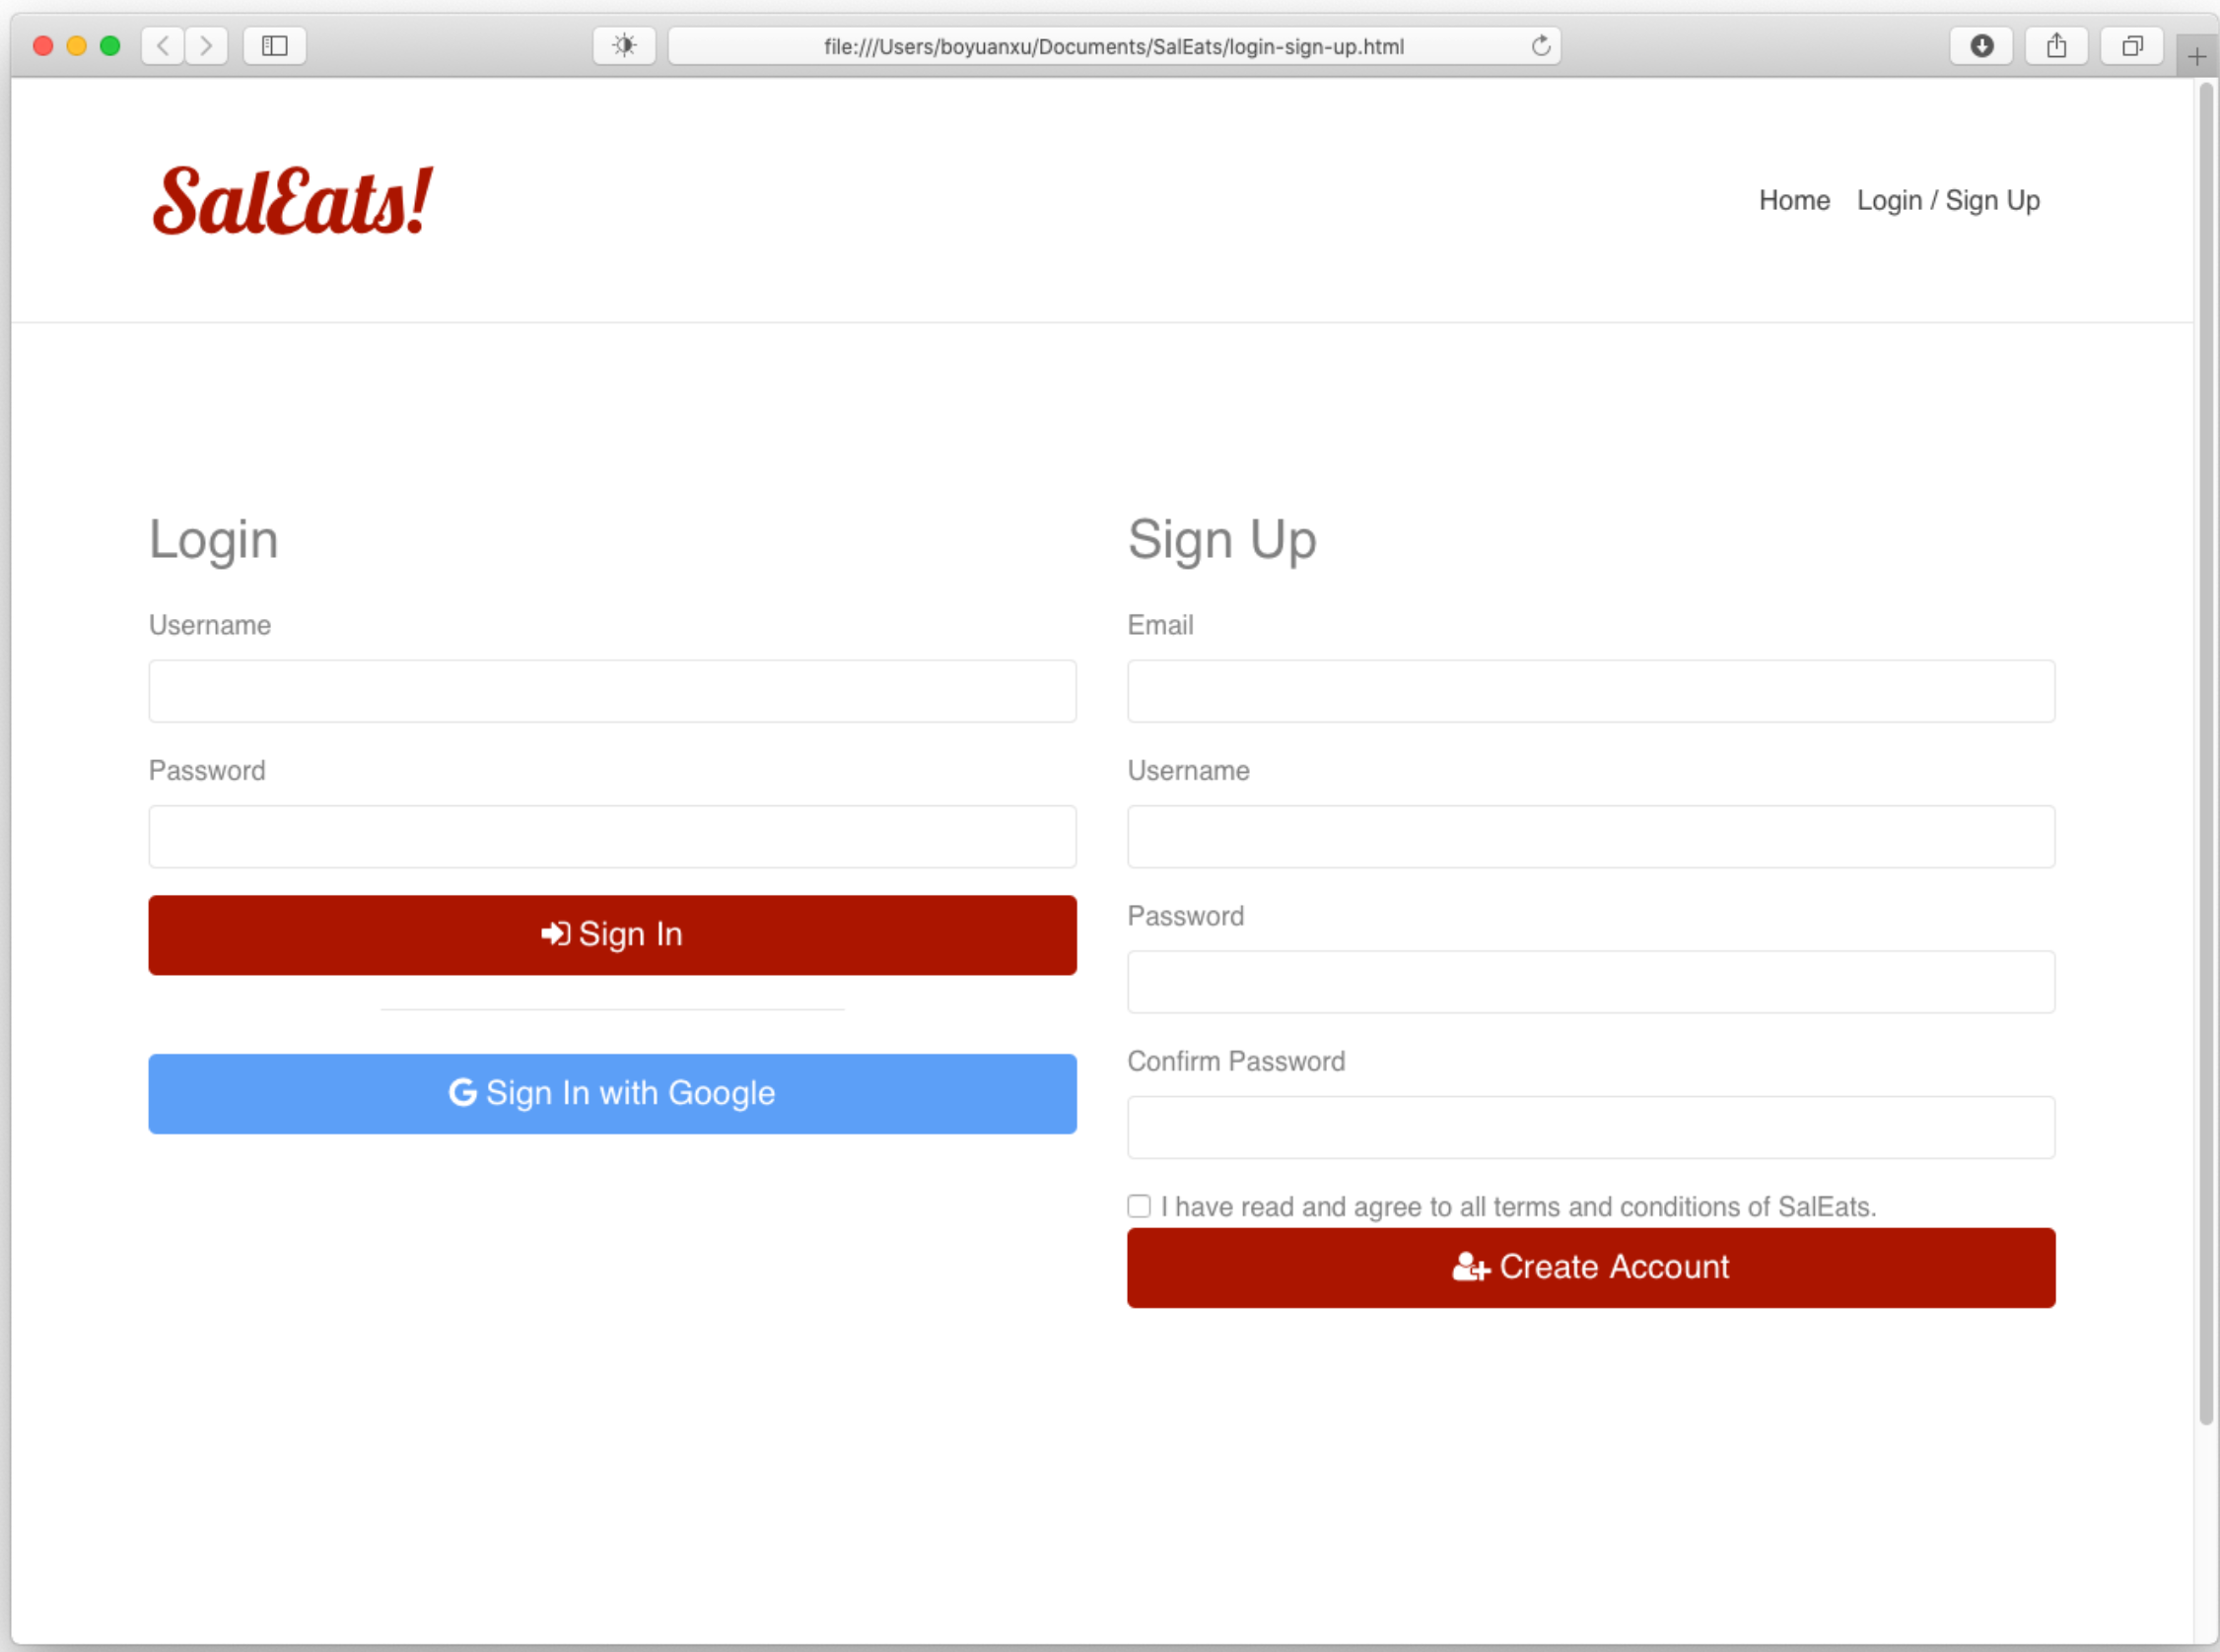 file:///Users/boyuanxu/Documents/SalEats/login-sign-up.html
SalEats!
Home Login / Sign Up
Login
Username
Password
Sign In
Sign In with Google
Sign Up
Email
Username
Password
Confirm Password
I have read and agree to all terms and conditions of SalEats.
Create Account